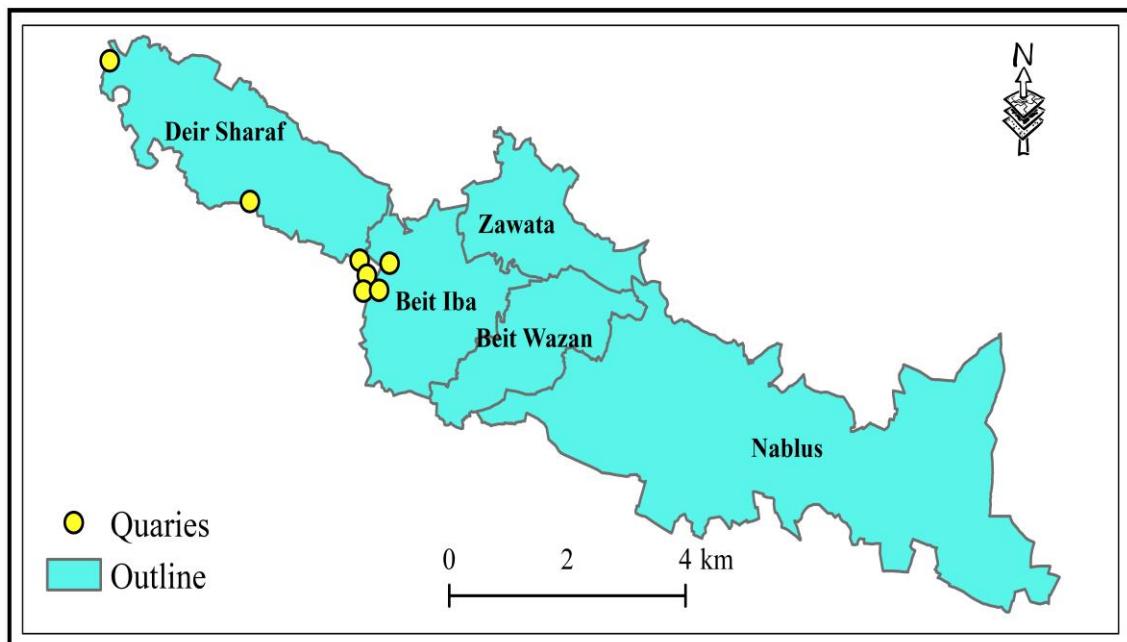 N
Deir Sharaf
Zawata
Beit Iba
Beit Wazan
Nablus
Quaries
Outline
0 2 4 km